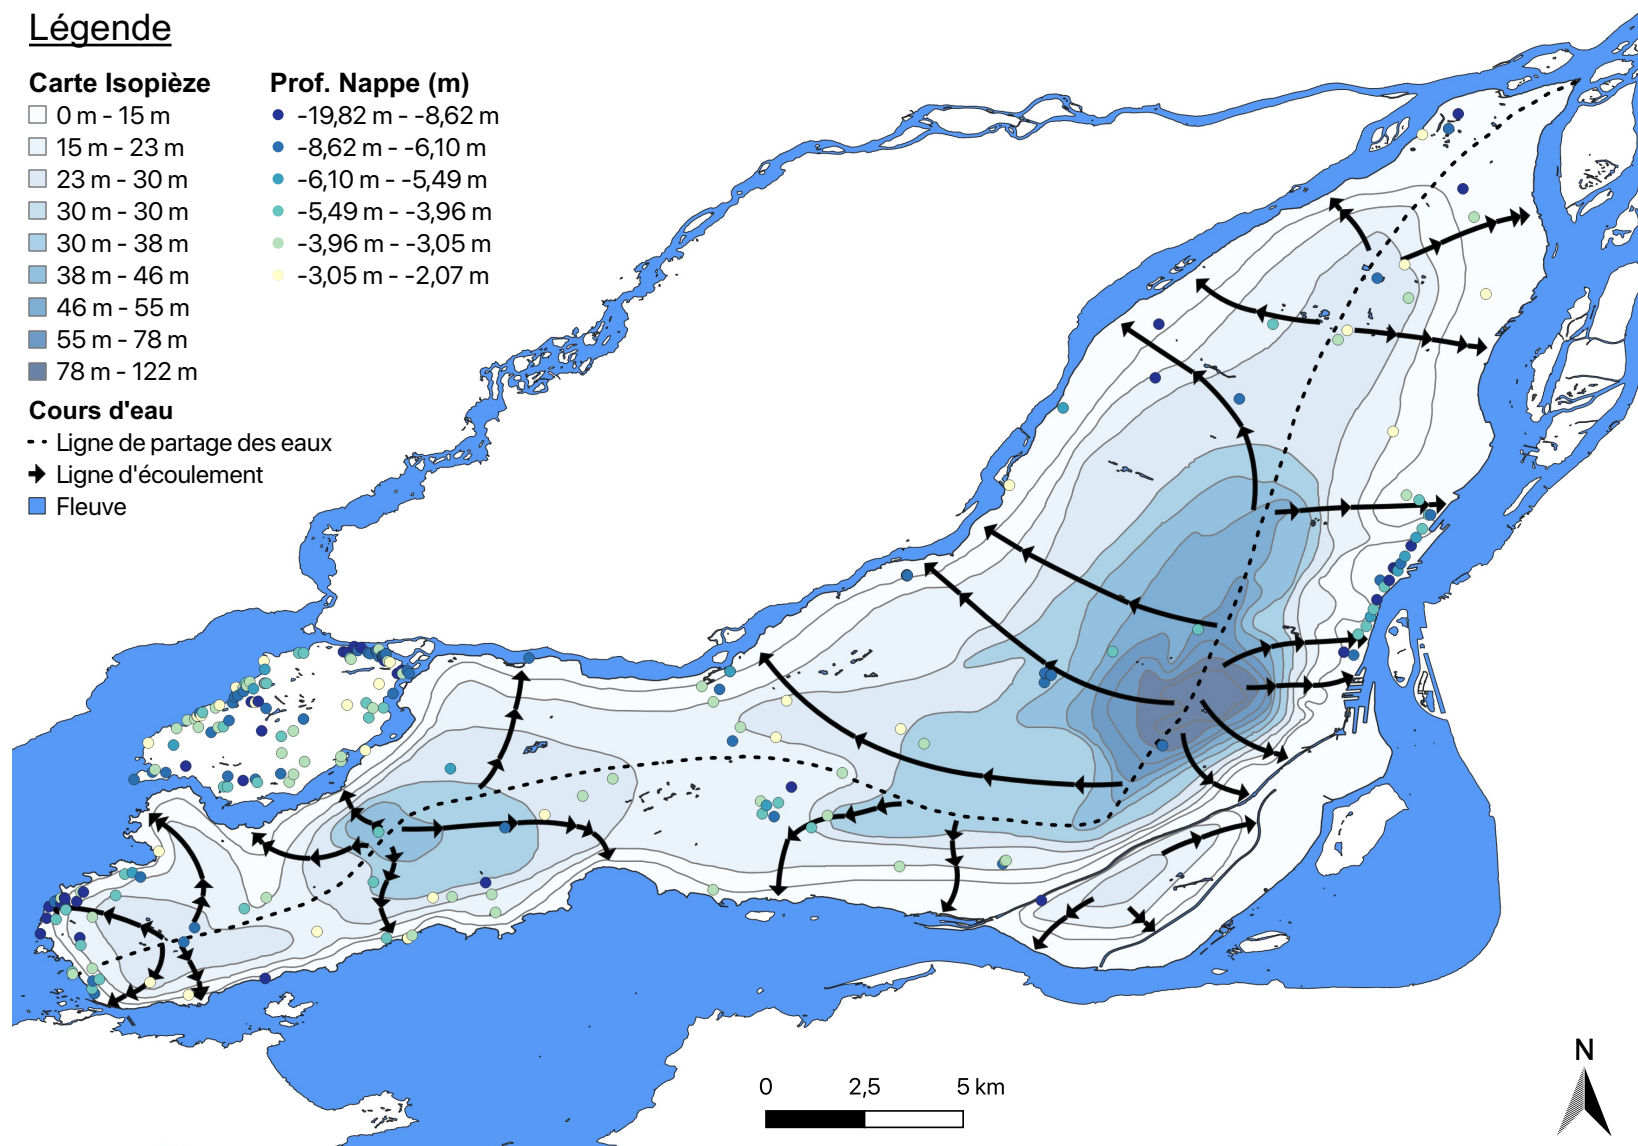 Légende
Carte Isopièze
0 m - 15 m
15 m - 23 m
23 m - 30 m
30 m - 30 m
30 m - 38 m
38 m - 46 m
46 m - 55 m
55 m - 78 m
78 m - 122 m
Prof. Nappe (m)
-19,82 m - -8,62 m
-8,62 m - -6,10 m
-6,10 m - -5,49 m
-5,49 m - -3,96 m
-3,96 m - -3,05 m
-3,05 m - -2,07 m
Cours d'eau
Ligne de partage des eaux
Ligne d'écoulement
Fleuve
0 2,5 5 km
N